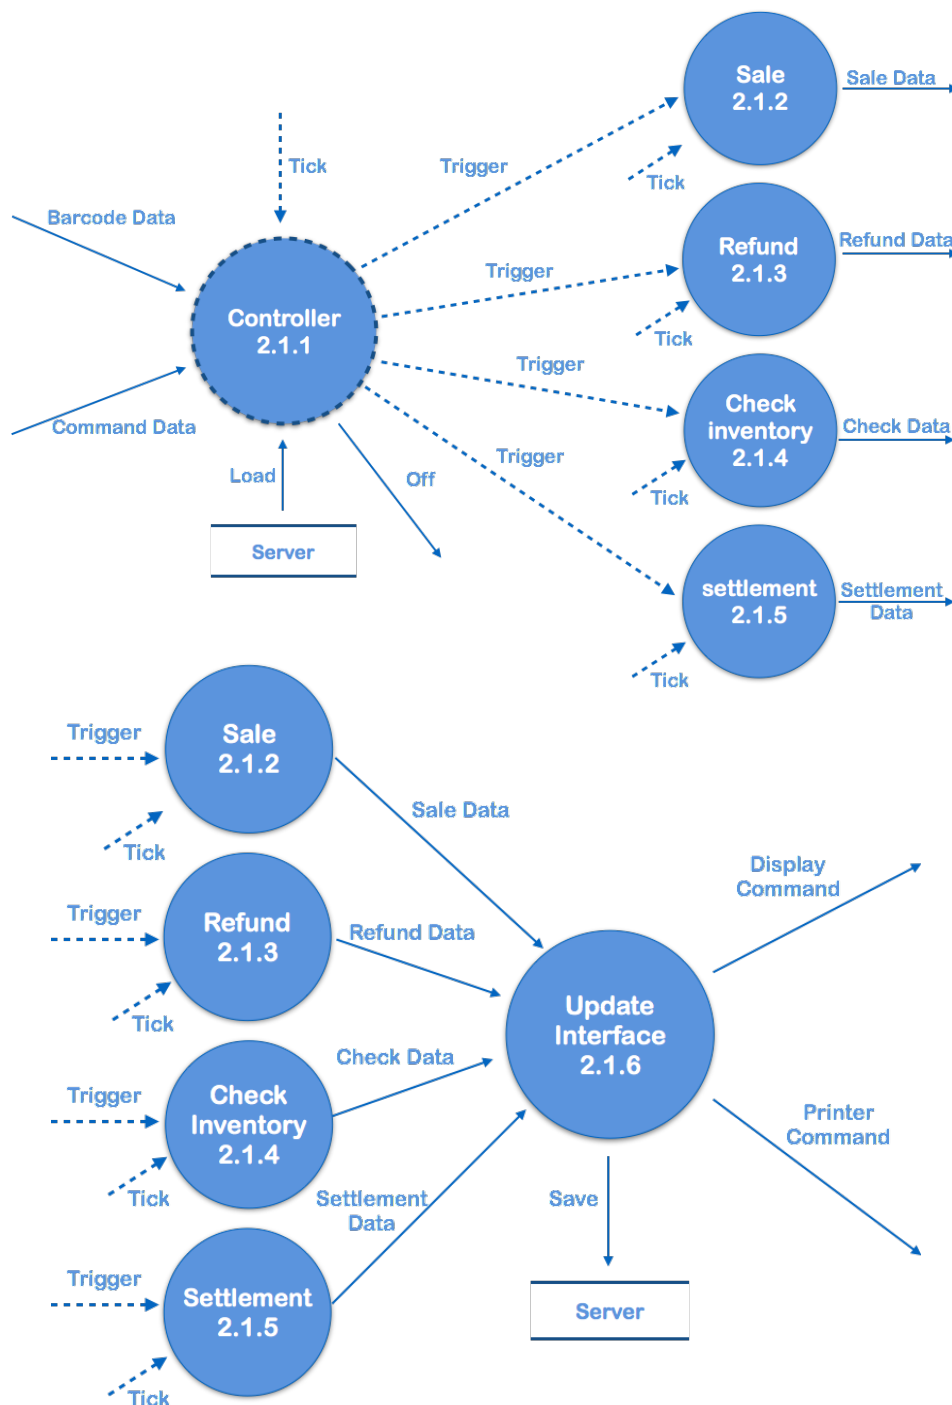 Sale
2.1.2
Sale Data
Tick
Trigger
Tick
Barcode Data
Refund
2.1.3
Refund Data
Trigger
Tick
Controller
2.1.1
Trigger
Check
inventory
2.1.4
Check Data
Command Data
Trigger
Tick
Load
Off
Server
settlement
2.1.5
Settlement
Data
Tick
Trigger
Sale
2.1.2
Sale Data
Tick
Display
Command
Trigger
Refund
2.1.3
Refund Data
Tick
Update
Interface
2.1.6
Check Data
Trigger
Check
Inventory
2.1.4
Printer
Command
Tick
Settlement
Data
Save
Trigger
Settlement
2.1.5
Server
Tick